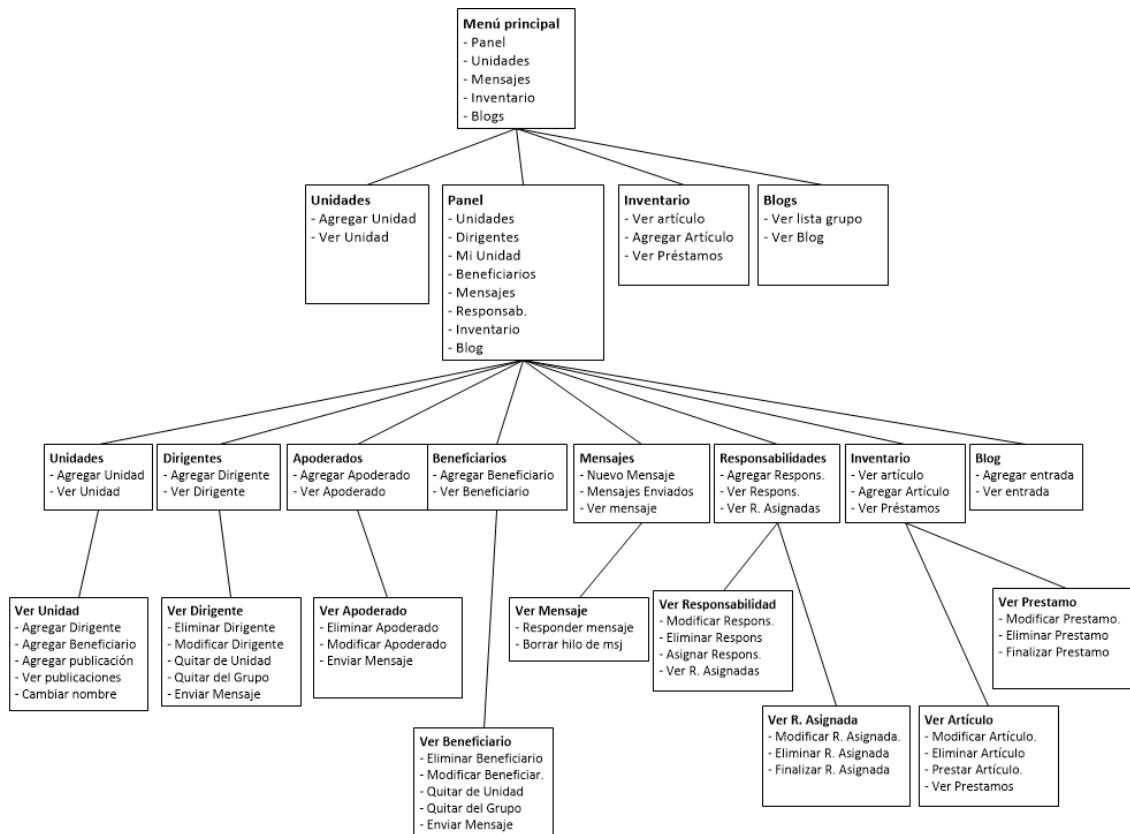 Menú principal
- Panel
- Unidades
- Mensajes
- Inventario
- Blogs
Unidades
- Agregar Unidad
- Ver Unidad
Panel
- Unidades
- Dirigentes
- Mi Unidad
- Beneficiarios
- Mensajes
- Responsab.
- Inventario
- Blog
Inventario
- Ver artículo
- Agregar Artículo
- Ver Préstamos
Blogs
- Ver lista grupo
- Ver Blog
Unidades
- Agregar Unidad
- Ver Unidad
Dirigentes
- Agregar Dirigente
- Ver Dirigente
Apoderados
- Agregar Apoderado
- Ver Apoderado
Beneficiarios
- Agregar Beneficiario
- Ver Beneficiario
Mensajes
- Nuevo Mensaje
- Mensajes Enviados
- Ver mensaje
Responsabilidades
- Agregar Respons.
- Ver Respons.
- Ver R. Asignadas
Inventario
- Ver artículo
- Agregar Artículo
- Ver Préstamos
Blog
- Agregar entrada
- Ver entrada
Ver Unidad
- Agregar Dirigente
- Agregar Beneficiario
- Agregar publicación
- Ver publicaciones
- Cambiar nombre
Ver Dirigente
- Eliminar Dirigente
- Modificar Dirigente
- Quitar de Unidad
- Quitar del Grupo
- Enviar Mensaje
Ver Apoderado
- Eliminar Apoderado
- Modificar Apoderado
- Enviar Mensaje
Ver Beneficiario
- Eliminar Beneficiario
- Modificar Beneficiar.
- Quitar de Unidad
- Quitar del Grupo
- Enviar Mensaje
Ver Mensaje
- Responder mensaje
- Borrar hilo de msj
Ver Responsabilidad
- Modificar Respons.
- Eliminar Respons
- Asignar Respons.
- Ver R. Asignadas
Ver R. Asignada
- Modificar R. Asignada.
- Eliminar R. Asignada
- Finalizar R. Asignada
Ver Artículo
- Modificar Artículo.
- Eliminar Artículo
- Prestar Artículo.
- Ver Prestamos
Ver Prestamo
- Modificar Prestamo.
- Eliminar Prestamo
- Finalizar Prestamo